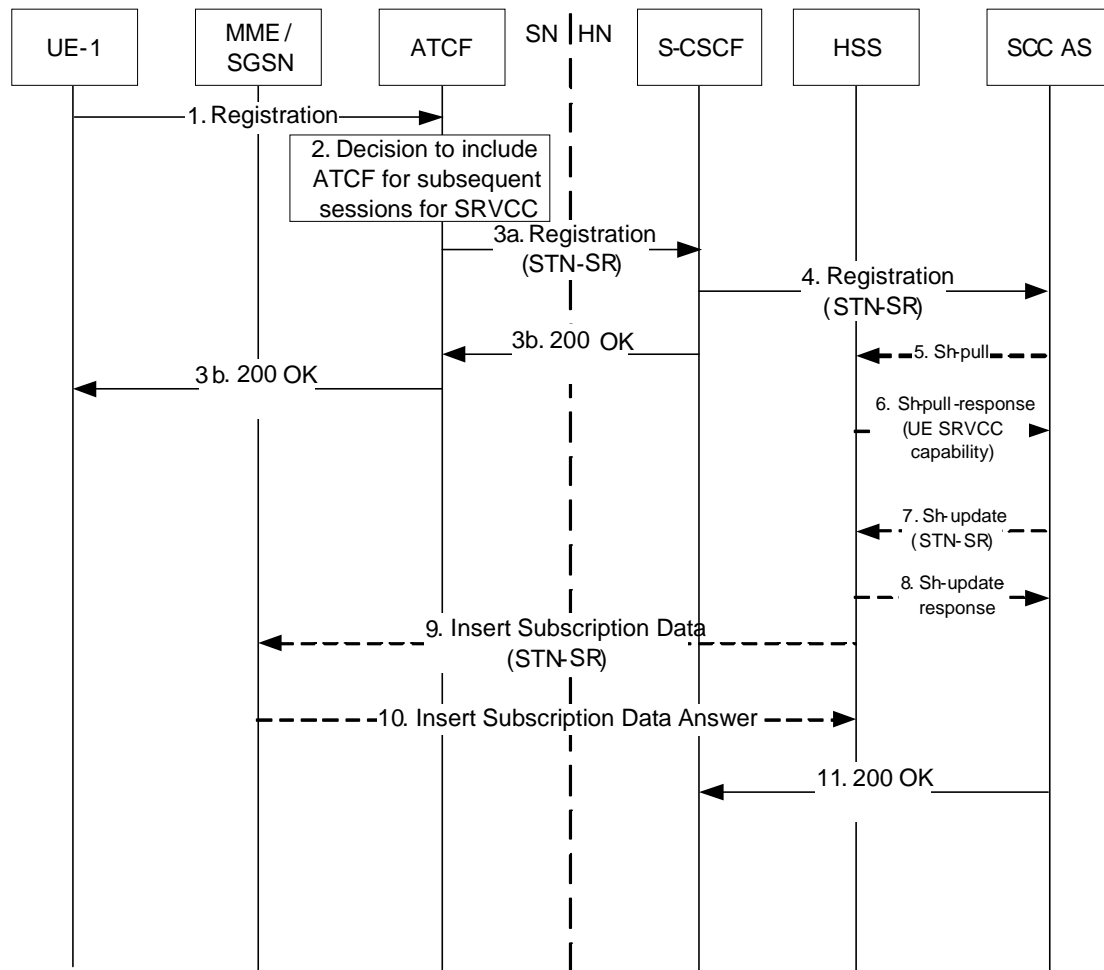 UE-1
MME /
SGSN
ATCF
SN
HN
S-CSCF
HSS
SCC AS
1. Registration
2. Decision to include
ATCF for subsequent
sessions for SRVCC
3a. Registration
(STN-SR)
4. Registration
(STN-SR)
3b. 200 OK
5. Sh-pull
3b. 200 OK
6. Sh-pull-response
(UE SRVCC
capability)
7. Sh-update
(STN-SR)
8. Sh-update
response
9. Insert Subscription Data
(STN-SR)
10. Insert Subscription Data Answer
11. 200 OK